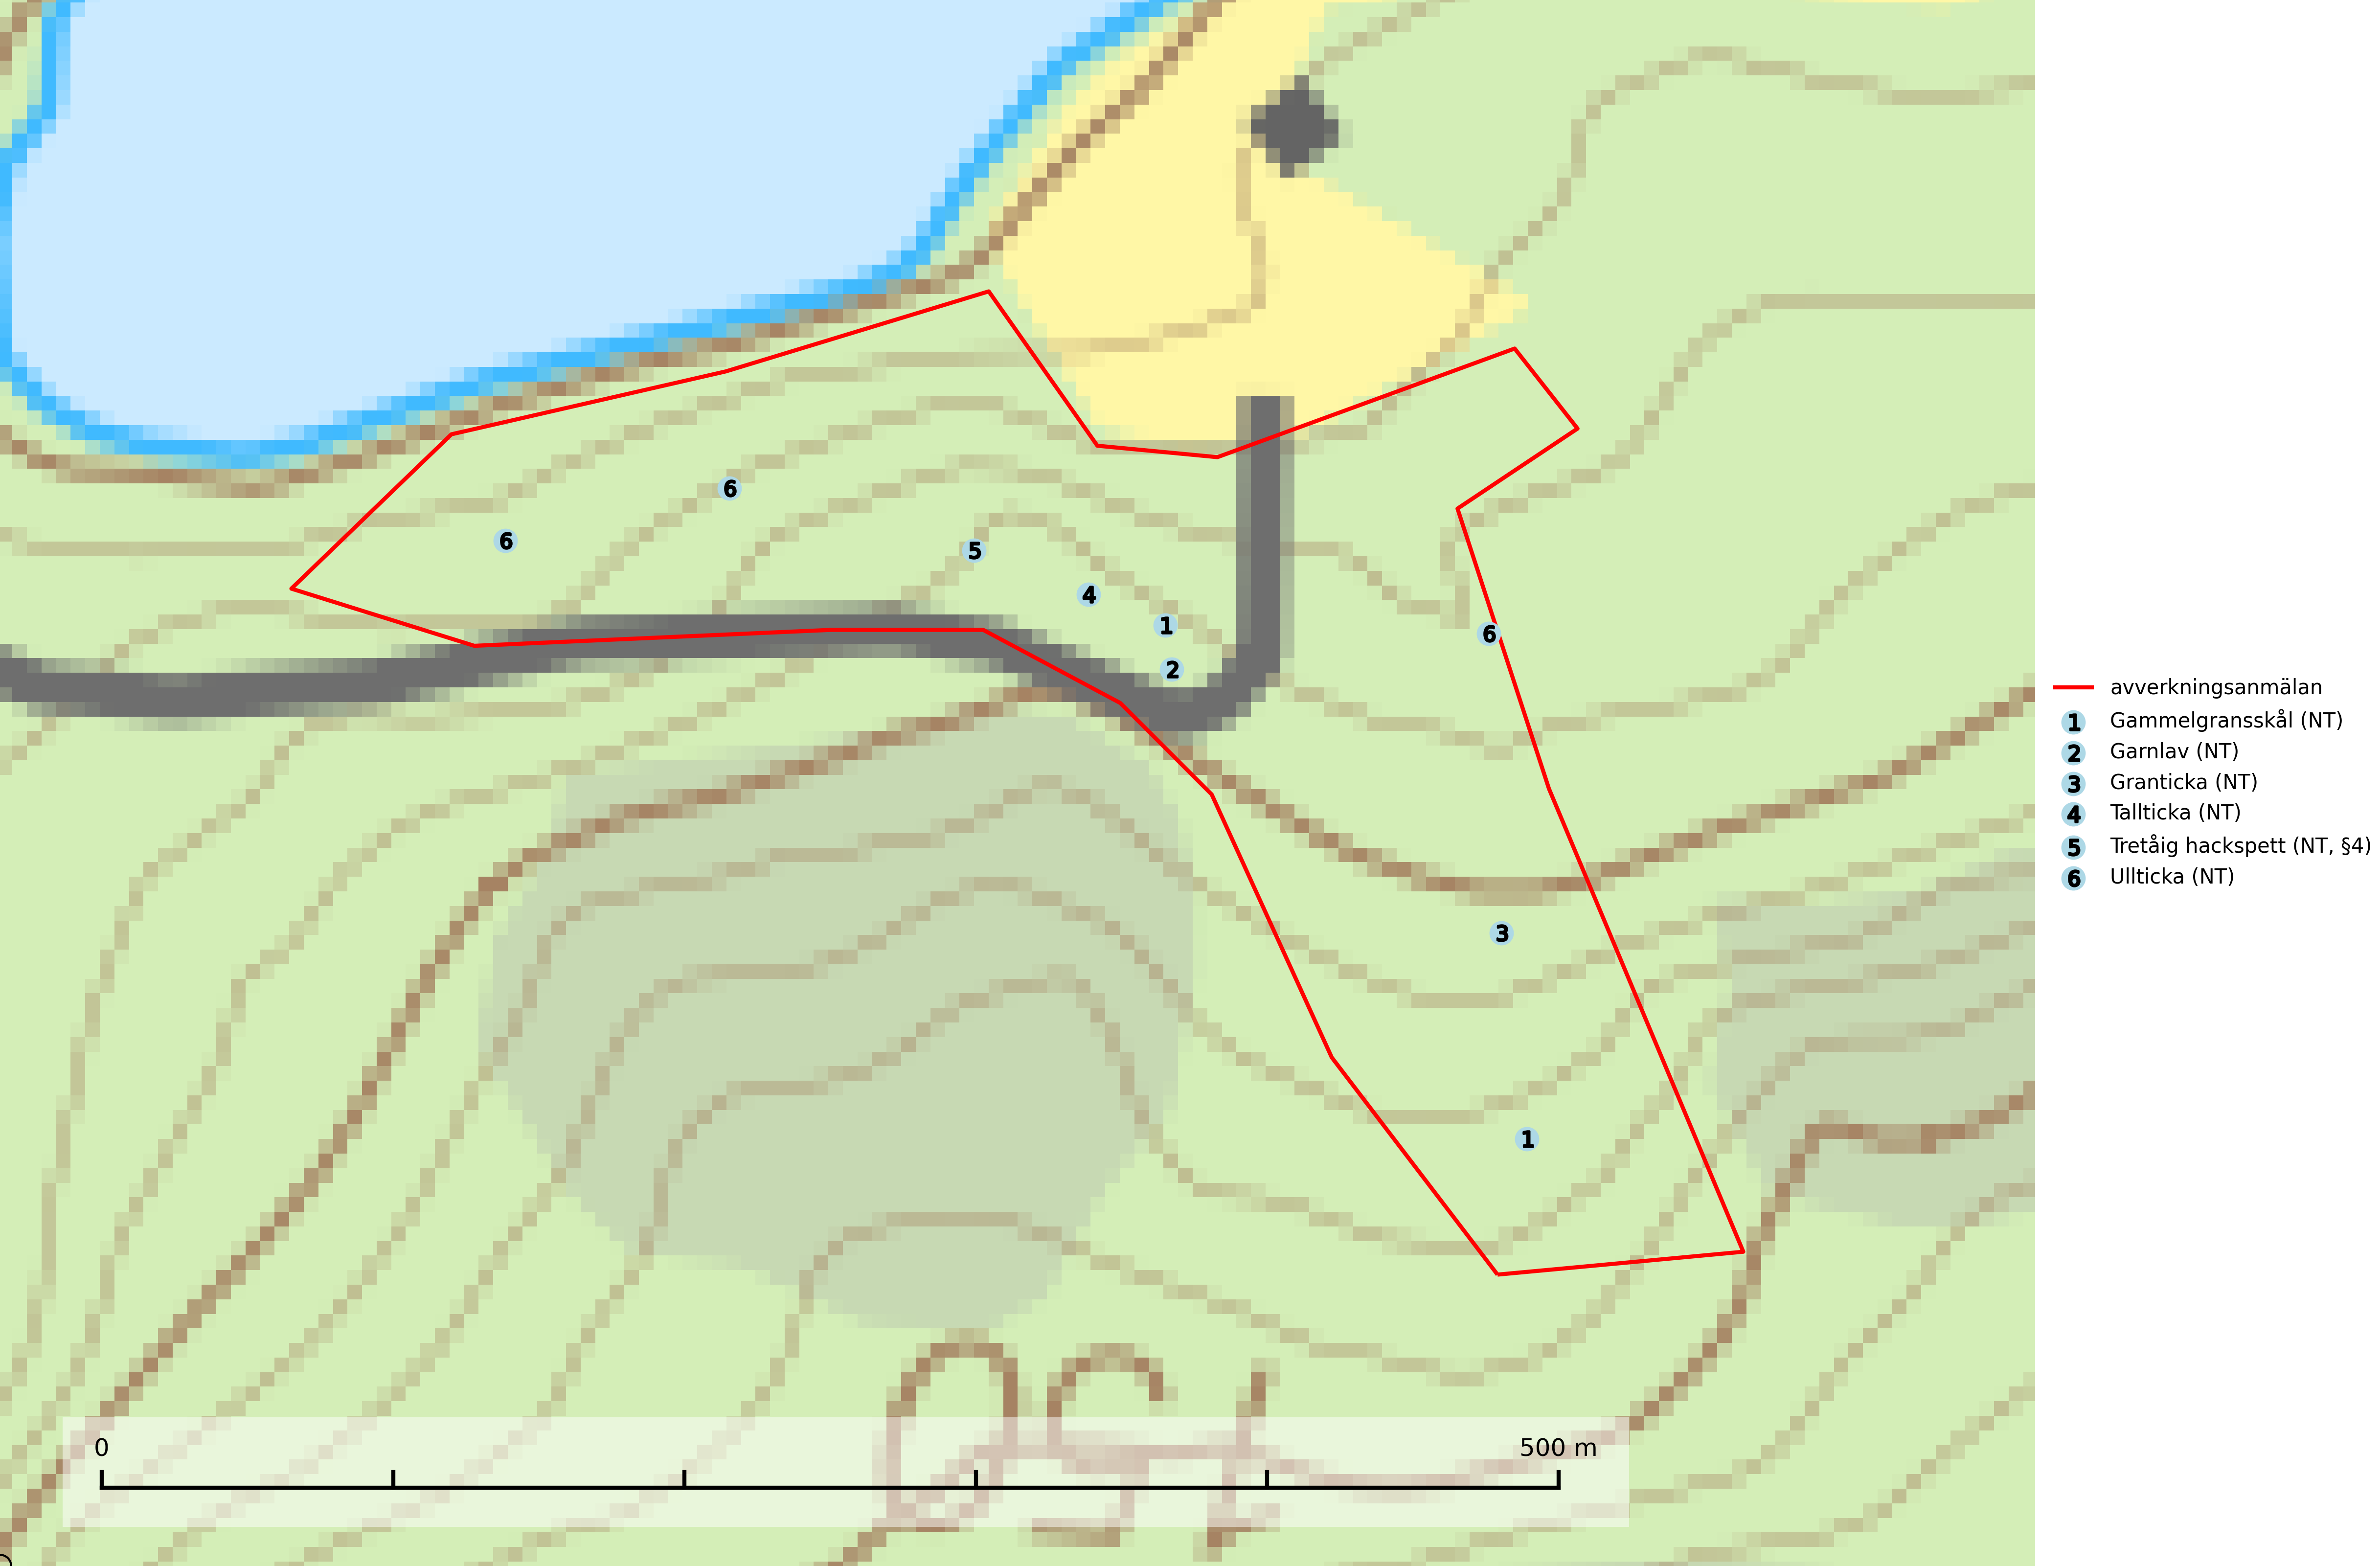 6
6
5
4
1
2
6
3
1
avverkningsanmälan
1 Gammelgransskål (NT)
2 Garnlav (NT)
3 Granticka (NT)
4 Tallticka (NT)
5 Tretåig hackspett (NT, §4)
6 Ullticka (NT)
0 500 m